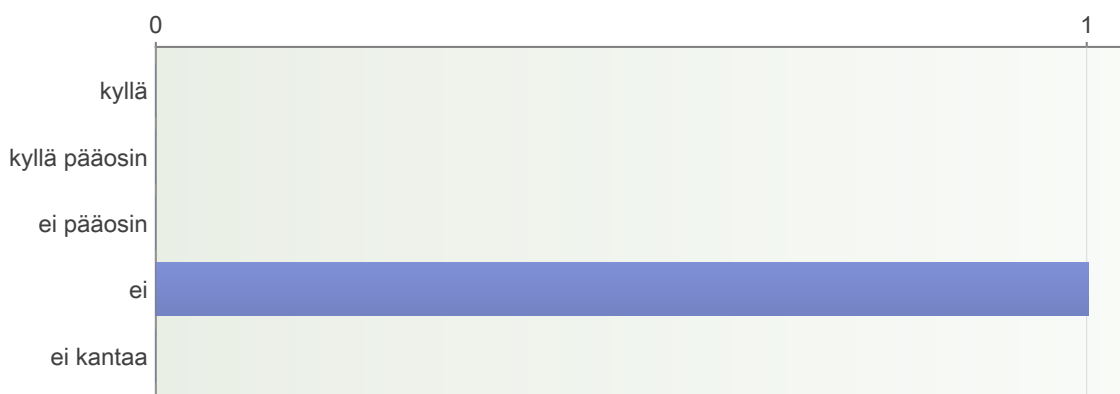 0 1
kyllä
kyllä pääosin
ei pääosin
ei
ei kantaa